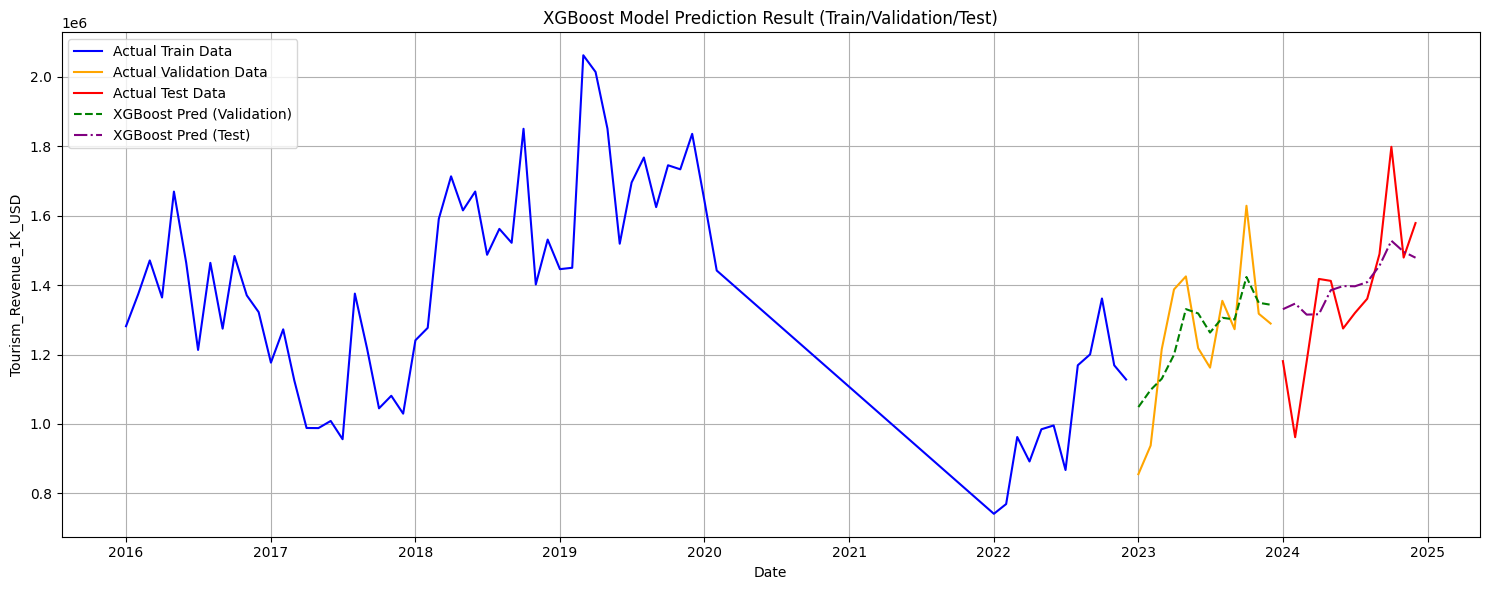 XGBoost Model Prediction Result (Train/Validation/Test)
1e6
Actual Train Data
Actual Validation Data
Actual Test Data
XGBoost Pred (Validation)
XGBoost Pred (Test)
Tourism_Revenue_1K_USD
2.0
1.8
1.6
1.4
1.2
1.0
0.8
2016 2017 2018 2019 2020 2021 2022 2023 2024 2025
Date